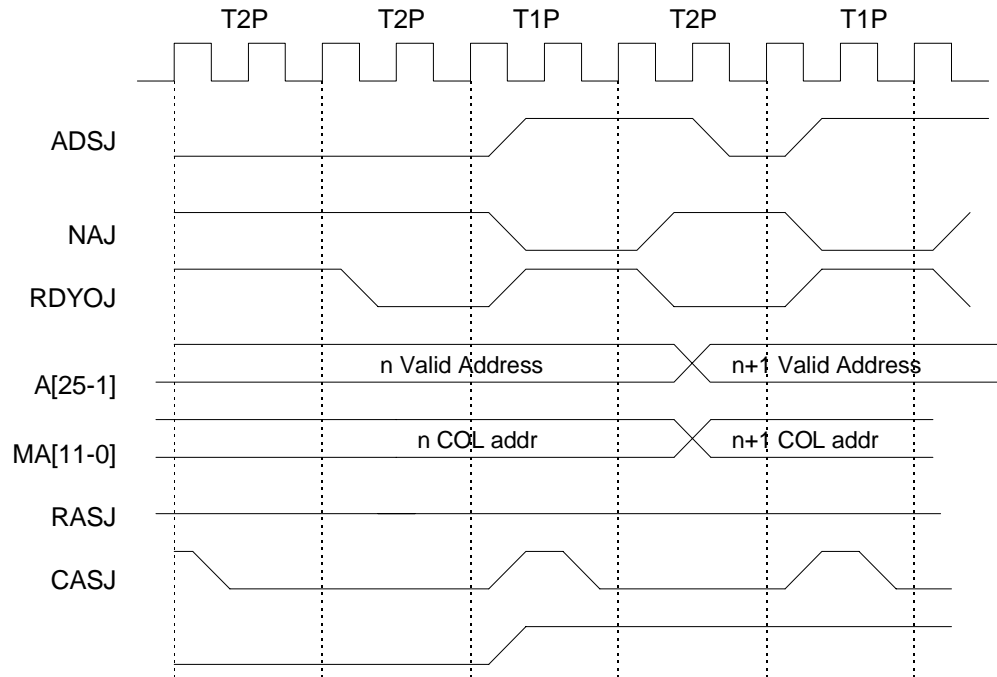 T2P T2P T1P T2P T1P
ADSJ
NAJ
RDYOJ
n Valid Address n+1 Valid Address
A[25-1]
n COL addr n+1 COL addr
MA[11-0]
RASJ
CASJ